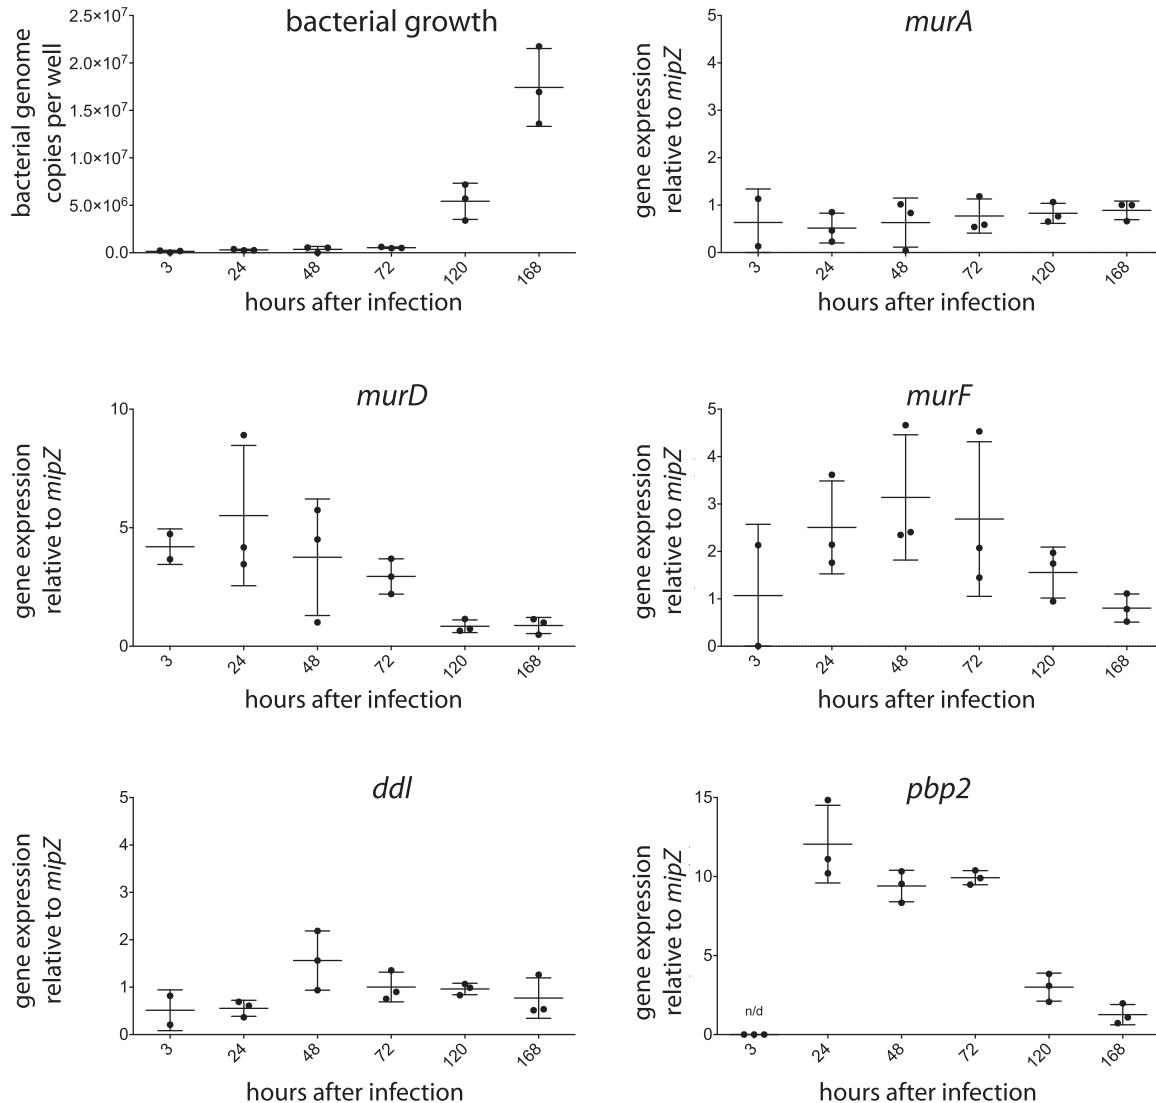 bacterial growth
bacterial genome
copies per well
2.5×10⁷
2.0×10⁷
1.5×10⁷
1.0×10⁷
5.0×10⁶
0.0
3
24
48
72
120
168
hours after infection
murA
gene expression
relative to mipZ
5
4
3
2
1
0
3
24
48
72
120
168
hours after infection
murD
gene expression
relative to mipZ
10
5
0
3
24
48
72
120
168
hours after infection
murF
gene expression
relative to mipZ
5
4
3
2
1
0
3
24
48
72
120
168
hours after infection
ddl
gene expression
relative to mipZ
5
4
3
2
1
0
3
24
48
72
120
168
hours after infection
pbp2
gene expression
relative to mipZ
15
10
5
0
n/d
3
24
48
72
120
168
hours after infection